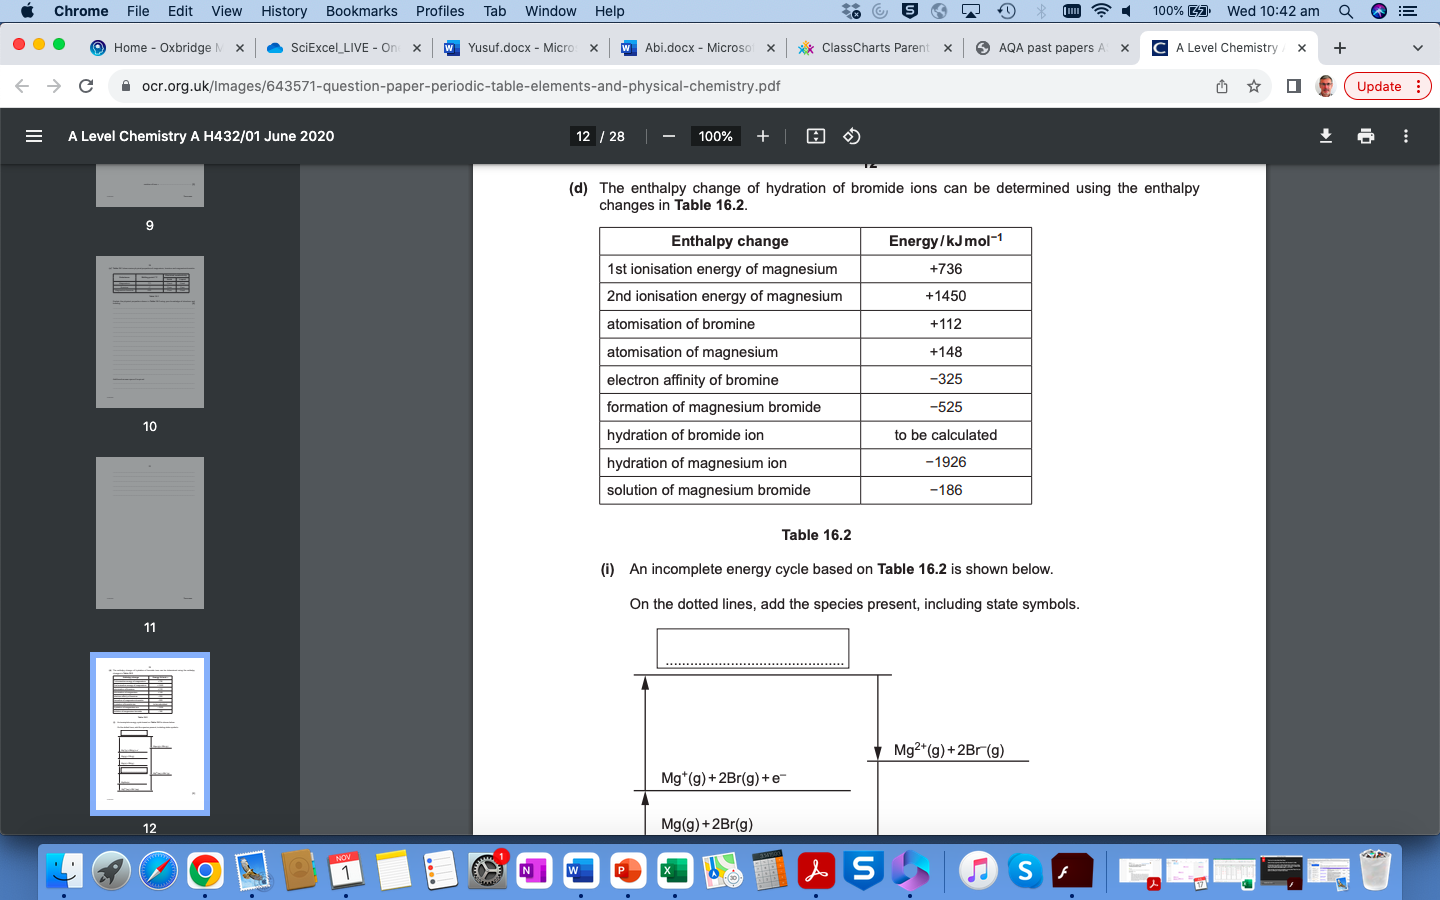 Chrome File Edit View History Bookmarks Profiles Tab Window Help 100% Wed 10:42 am
Home - Oxbridge M
SciExcel_LIVE - On
Yusuf.docx - Micro
Abi.docx - Microso
ClassCharts Parent
AQA past papers A
A Level Chemistry
ocr.org.uk/Images/643571-question-paper-periodic-table-elements-and-physical-chemistry.pdf
Update
A Level Chemistry A H432/01 June 2020
12 / 28
100%
9
10
11
12
12
(d) The enthalpy change of hydration of bromide ions can be determined using the enthalpy
changes in Table 16.2.
Enthalpy change Energy/kJ mol⁻¹
1st ionisation energy of magnesium +736
2nd ionisation energy of magnesium +1450
atomisation of bromine +112
atomisation of magnesium +148
electron affinity of bromine −325
formation of magnesium bromide −525
hydration of bromide ion to be calculated
hydration of magnesium ion −1926
solution of magnesium bromide −186
Table 16.2
(i) An incomplete energy cycle based on Table 16.2 is shown below.
On the dotted lines, add the species present, including state symbols.
Mg²⁺(g) + 2Br⁻(g)
Mg⁺(g) + 2Br(g) + e⁻
Mg(g) + 2Br(g)
NOV
1
1